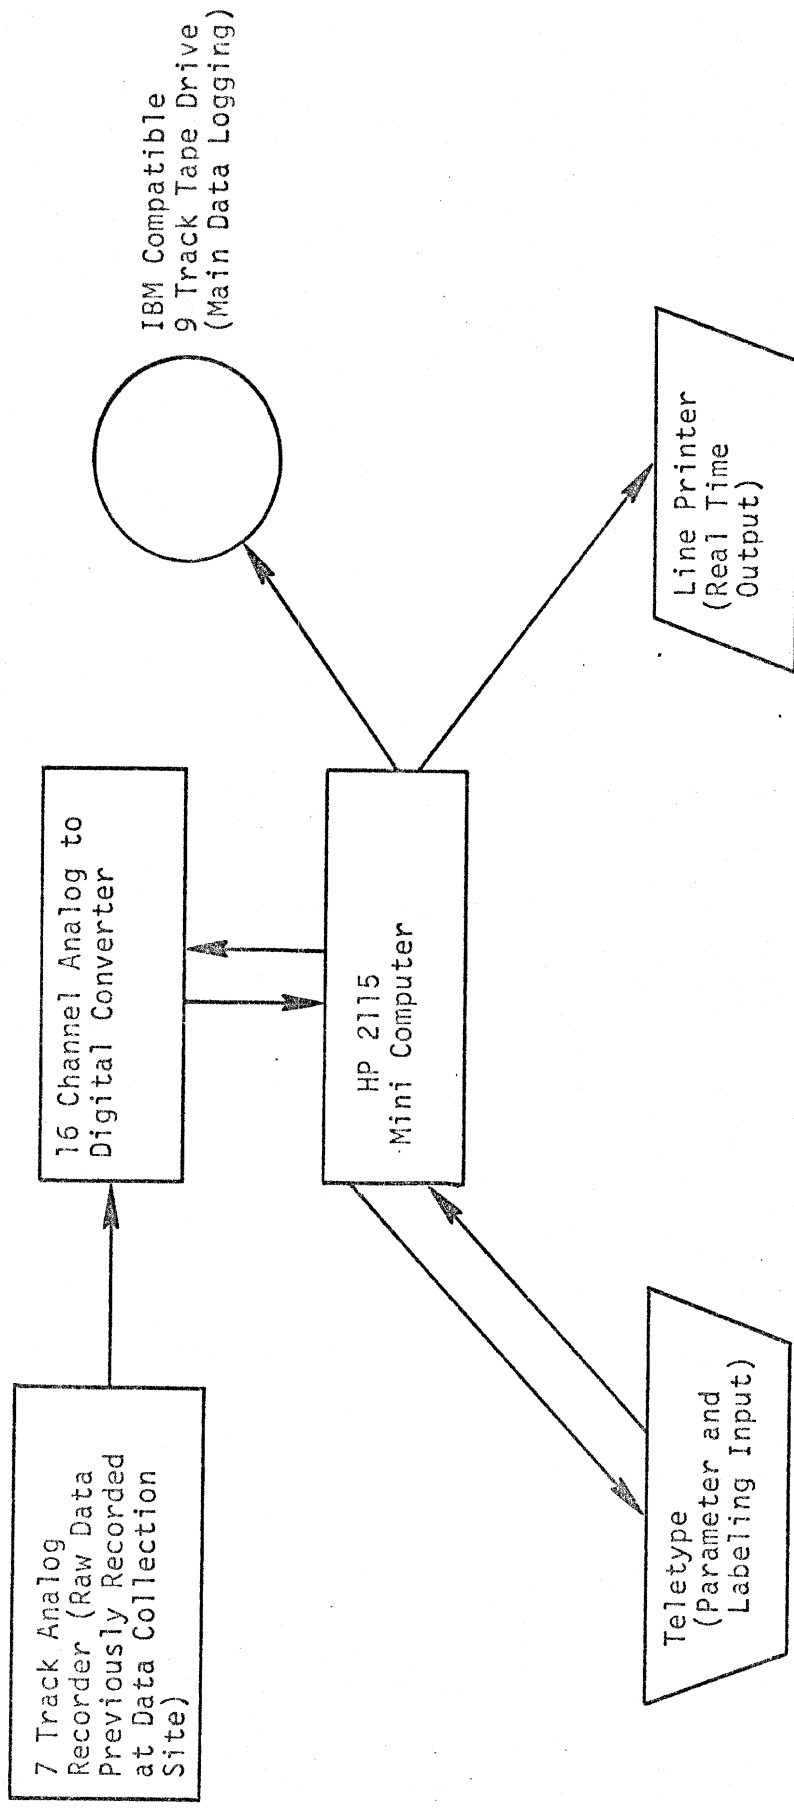 7 Track Analog
Recorder (Raw Data
Previously Recorded
at Data Collection
Site)
16 Channel Analog to
Digital Converter
IBM Compatible
9 Track Tape Drive
(Main Data Logging)
HP 2115
Mini Computer
Teletype
(Parameter and
Labeling Input)
Line Printer
(Real Time
Output)